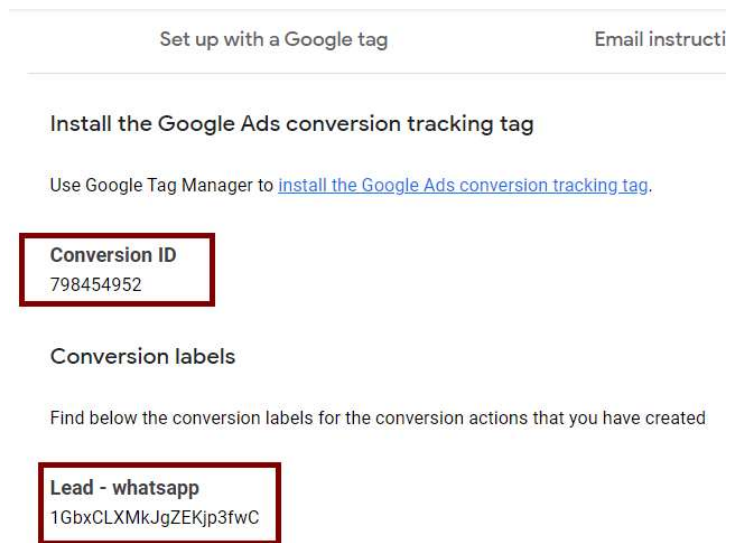 Set up with a Google tag Email instructi
Install the Google Ads conversion tracking tag
Use Google Tag Manager to install the Google Ads conversion tracking tag.
Conversion ID
798454952
Conversion labels
Find below the conversion labels for the conversion actions that you have created
Lead - whatsapp
1GbxCLXMkJgZEKjp3fwC